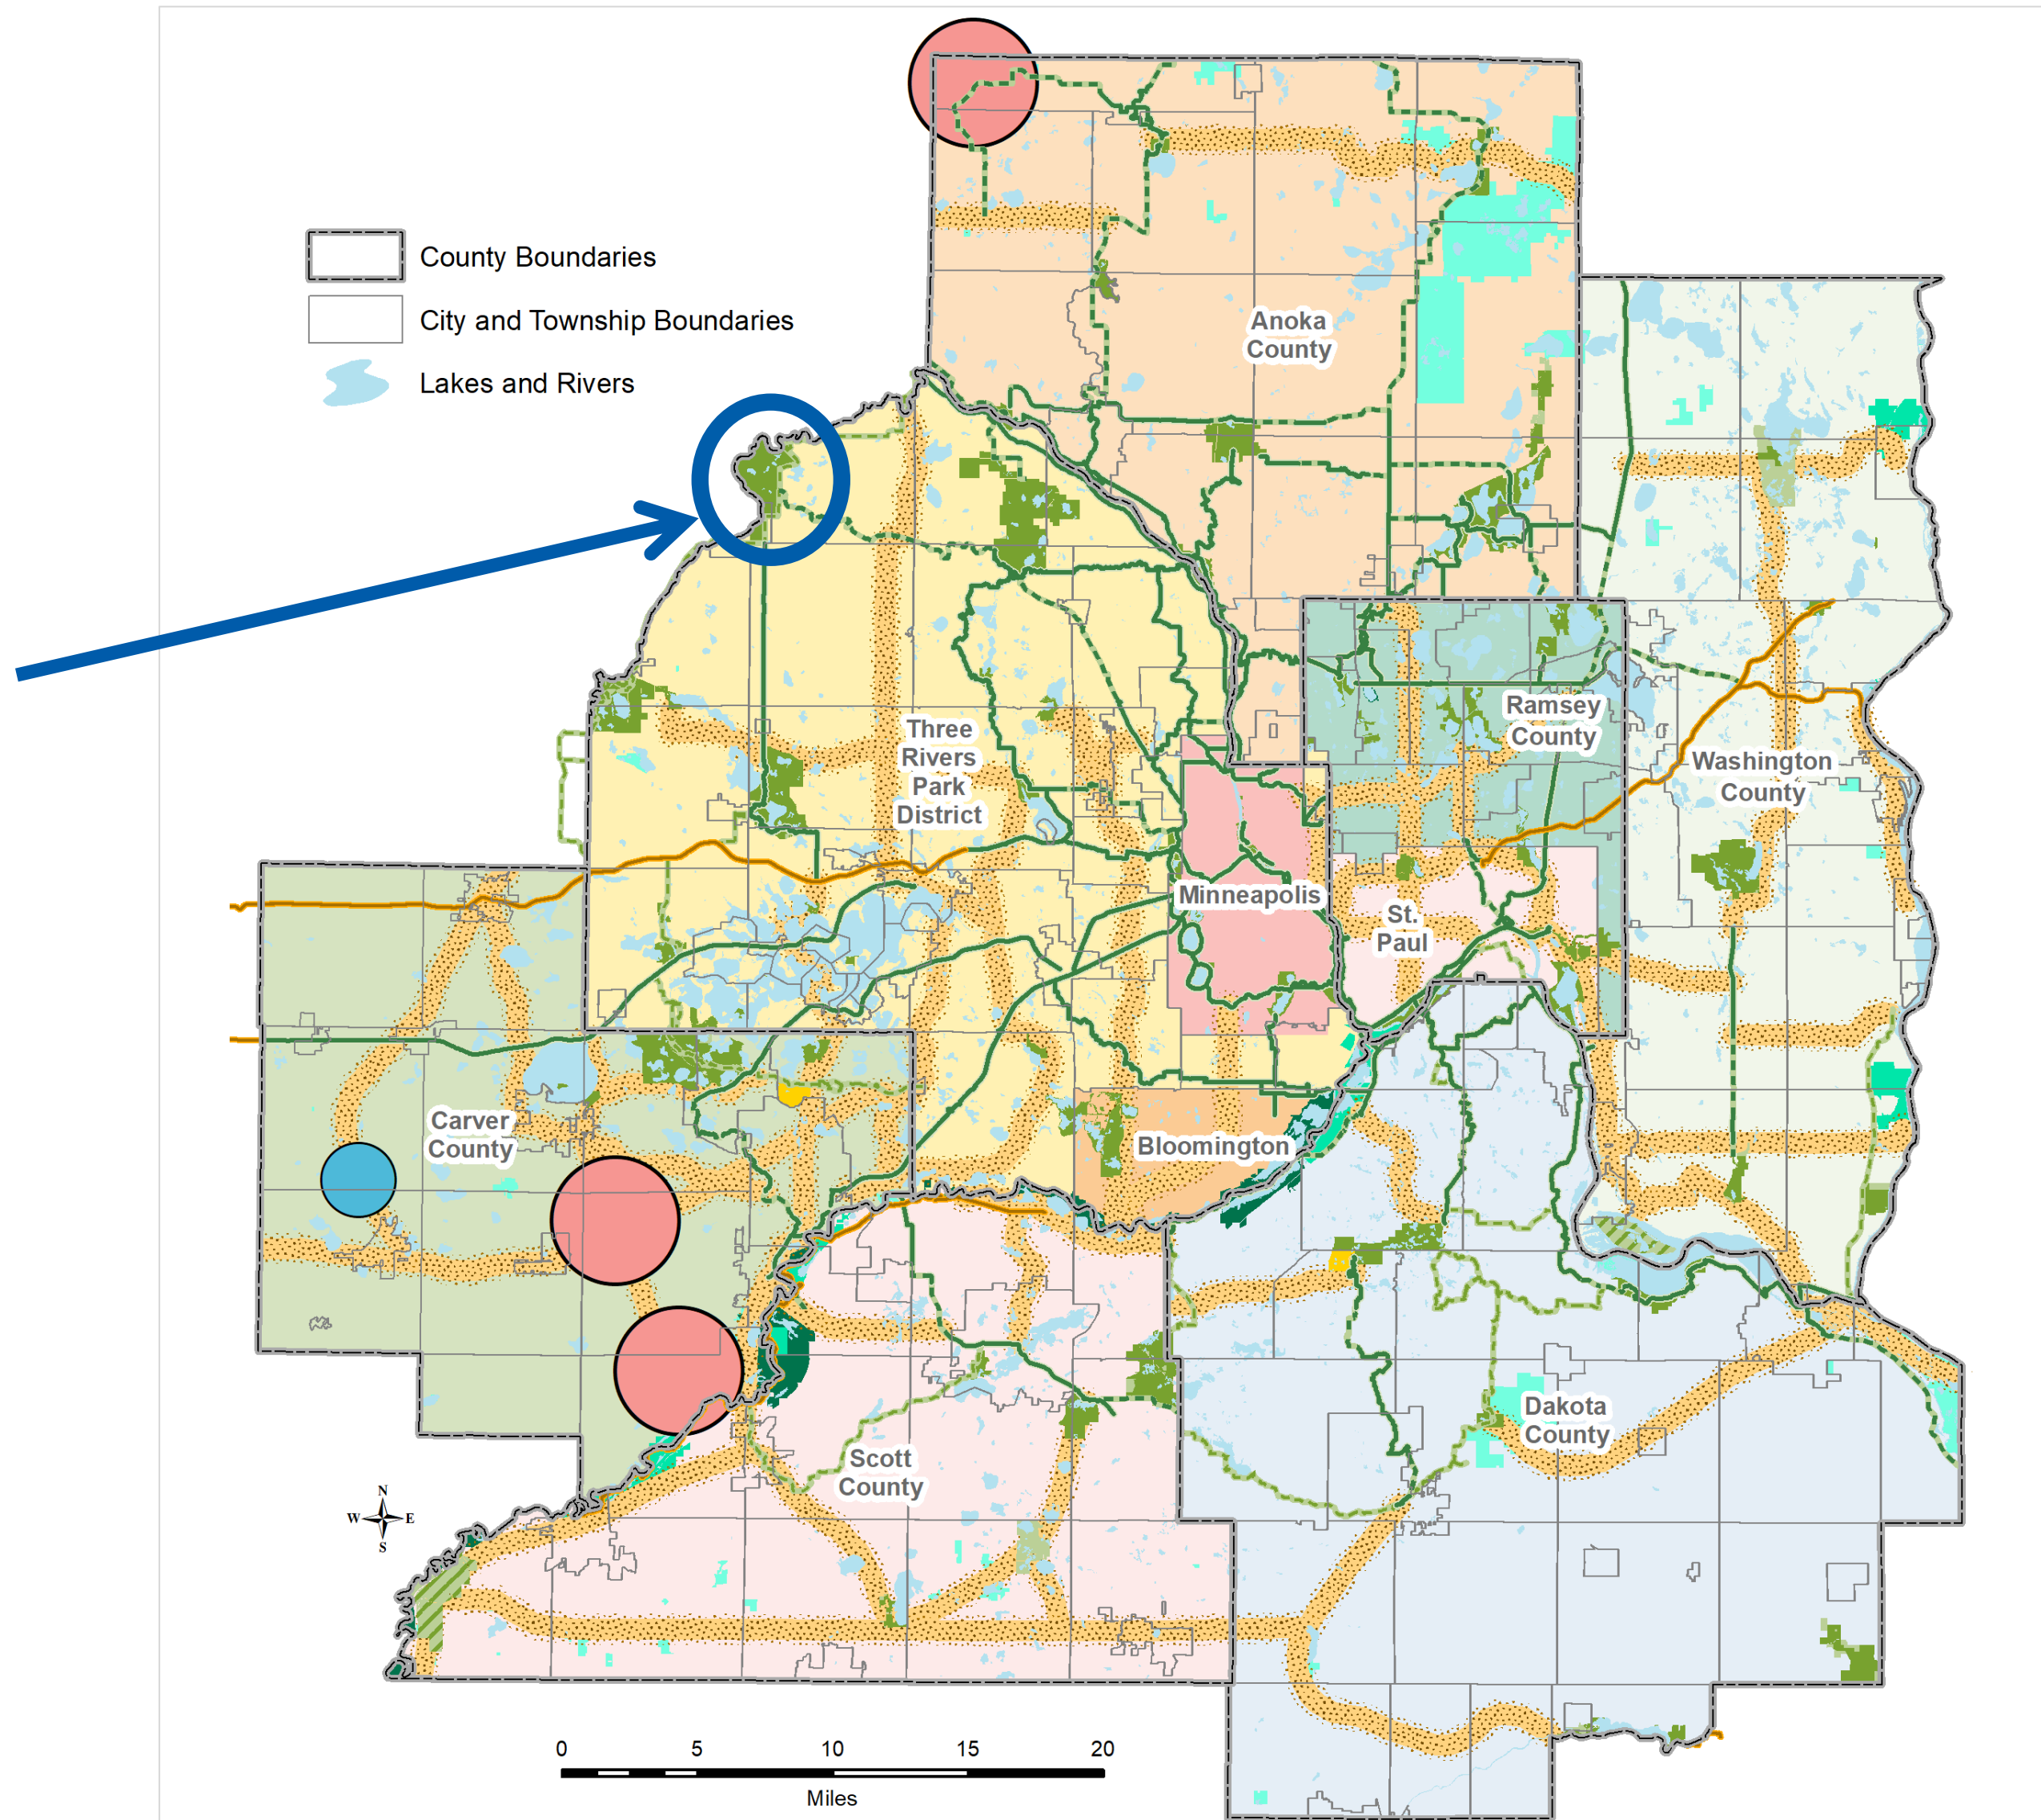 County Boundaries
City and Township Boundaries
Lakes and Rivers
Anoka
County
Three
Rivers
Park
District
Ramsey
County
Washington
County
Minneapolis
St.
Paul
Carver
County
Bloomington
Dakota
County
Scott
County
N
W E
S
0 5 10 15 20
Miles